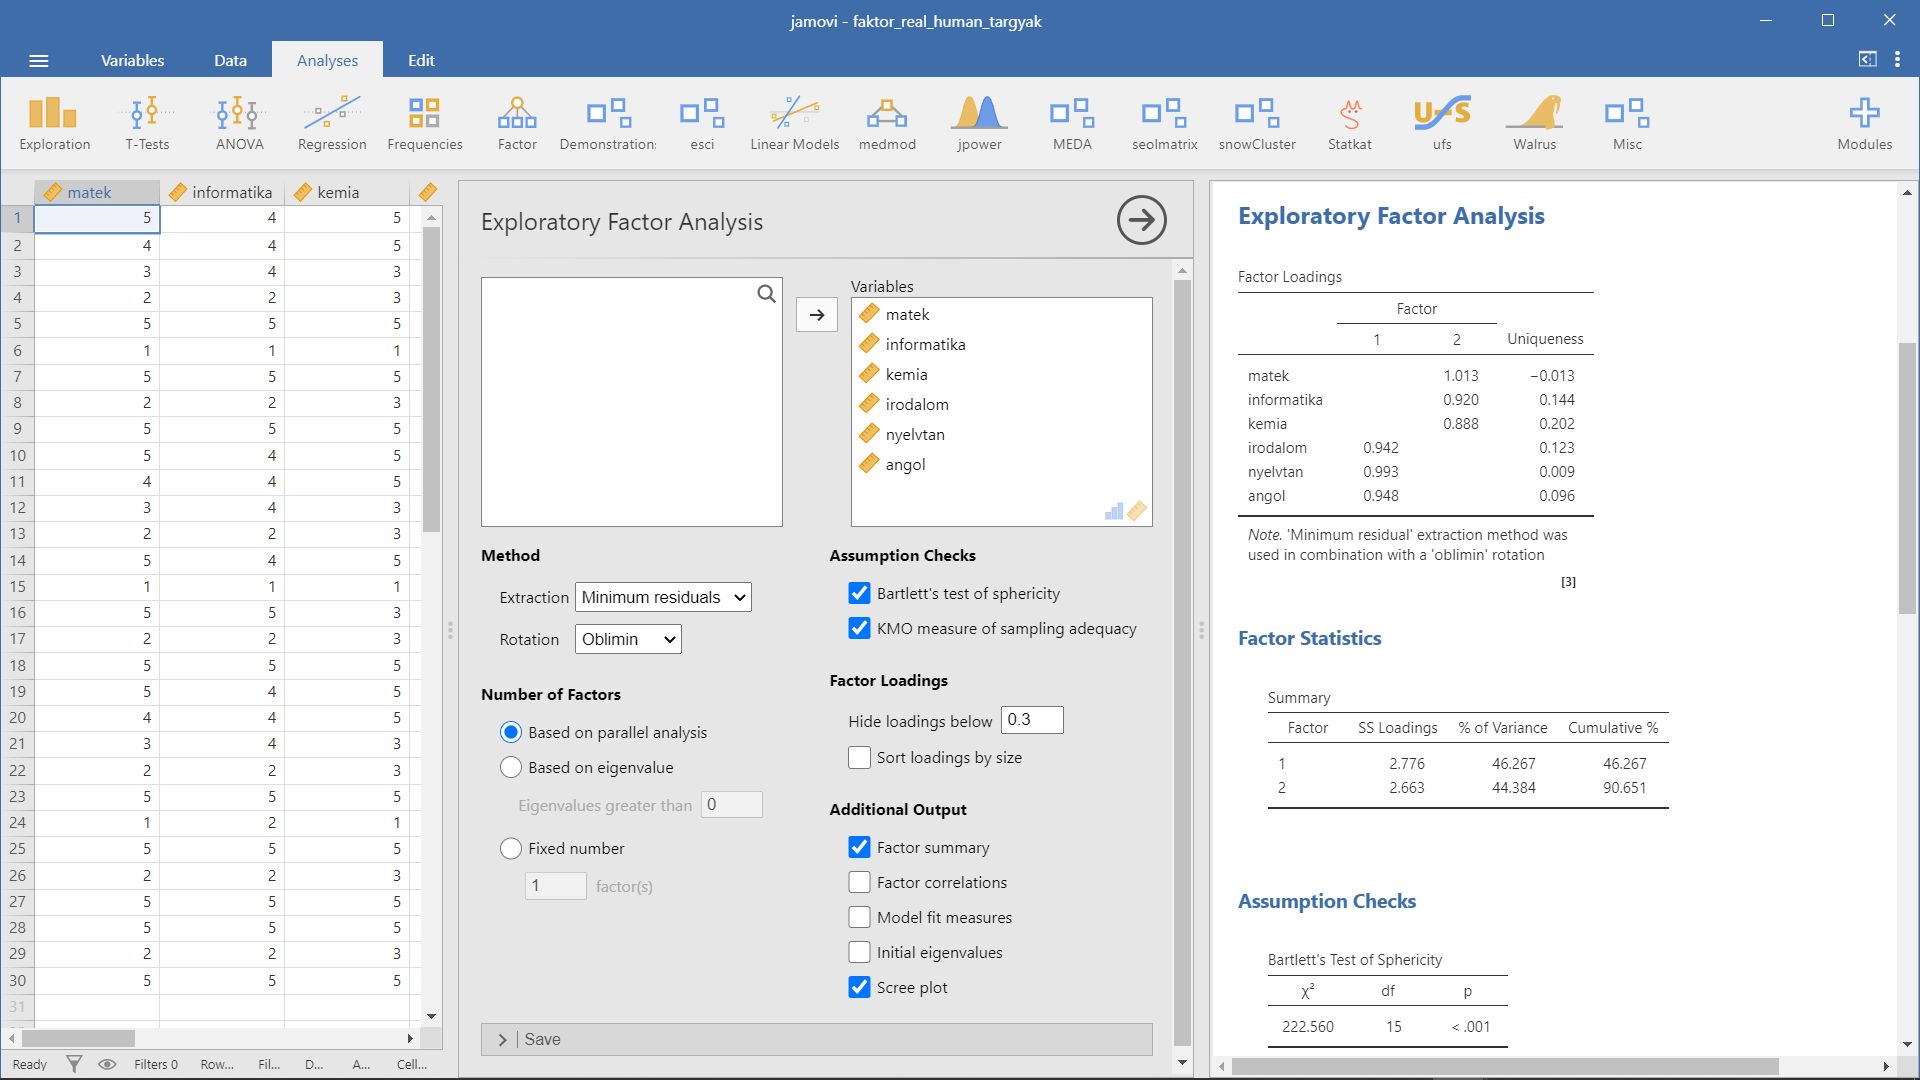 jamovi - faktor_real_human_targyak
Variables Data Analyses Edit
Exploration T-Tests ANOVA Regression Frequencies Factor Demonstrations esci Linear Models medmod jpower MEDA seolmatrix snowCluster Statkat ufs Walrus Misc Modules
matek informatika kemia
1 5 4 5
2 4 4 5
3 3 4 3
4 2 2 3
5 5 5 5
6 1 1 1
7 5 5 5
8 2 2 3
9 5 5 5
10 5 4 5
11 4 4 5
12 3 4 3
13 2 2 3
14 5 4 5
15 1 1 1
16 5 5 3
17 2 2 3
18 5 5 5
19 5 4 5
20 4 4 5
21 3 4 3
22 2 2 3
23 5 5 5
24 1 2 1
25 5 5 5
26 2 2 3
27 5 5 5
28 5 5 5
29 2 2 3
30 5 5 5
31
Ready Filters 0 Row... Fil... D... A... Cell...
Exploratory Factor Analysis
Variables
matek
informatika
kemia
irodalom
nyelvtan
angol
Method
Extraction Minimum residuals
Rotation Oblimin
Number of Factors
Based on parallel analysis
Based on eigenvalue
Eigenvalues greater than 0
Fixed number
1 factor(s)
Assumption Checks
Bartlett's test of sphericity
KMO measure of sampling adequacy
Factor Loadings
Hide loadings below 0.3
Sort loadings by size
Additional Output
Factor summary
Factor correlations
Model fit measures
Initial eigenvalues
Scree plot
Save
Exploratory Factor Analysis
Factor Loadings
Factor
1 2 Uniqueness
matek 1.013 −0.013
informatika 0.920 0.144
kemia 0.888 0.202
irodalom 0.942 0.123
nyelvtan 0.993 0.009
angol 0.948 0.096
Note. 'Minimum residual' extraction method was
used in combination with a 'oblimin' rotation
[3]
Factor Statistics
Summary
Factor SS Loadings % of Variance Cumulative %
1 2.776 46.267 46.267
2 2.663 44.384 90.651
Assumption Checks
Bartlett's Test of Sphericity
χ² df p
222.560 15 < .001